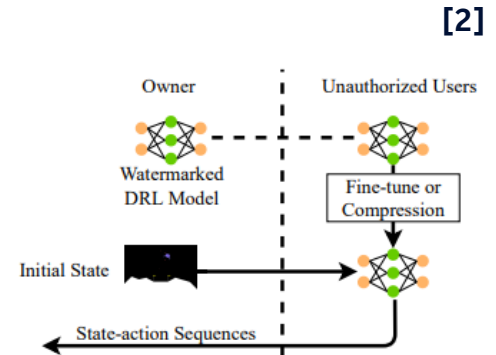 [2]
Owner
Unauthorized Users
Watermarked
DRL Model
Fine-tune or
Compression
Initial State
State-action Sequences